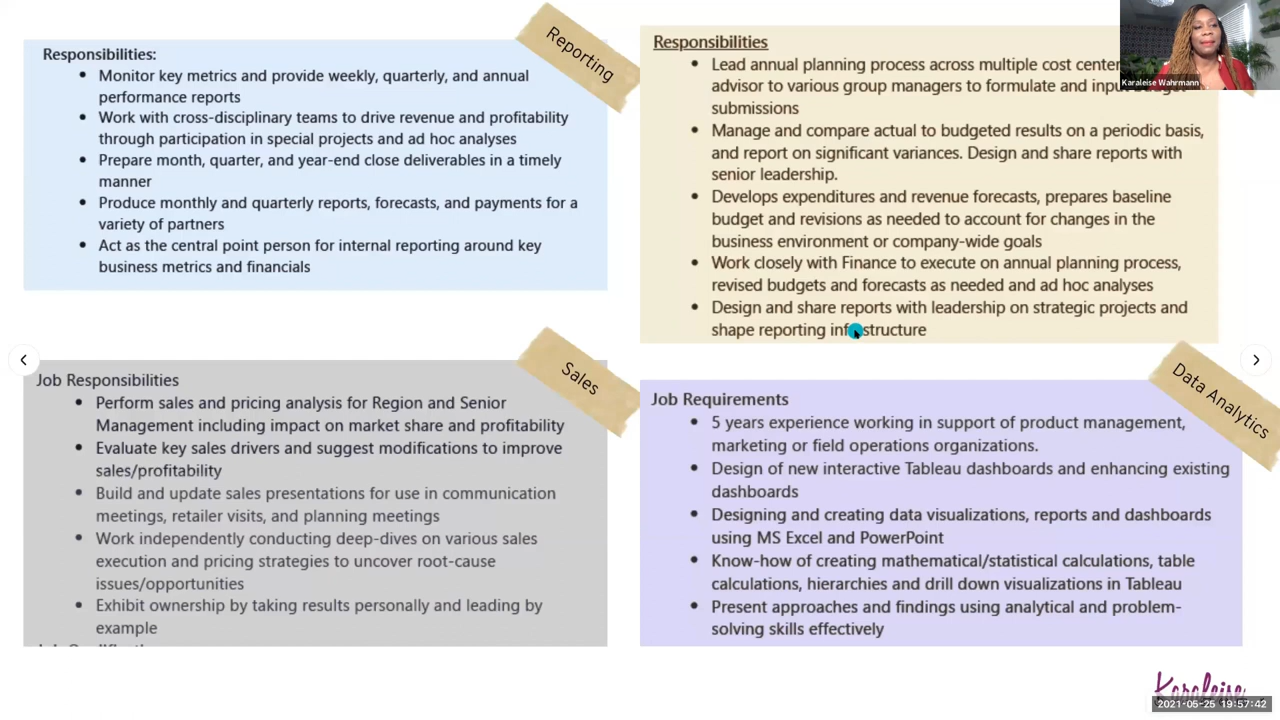 Responsibilities:
Monitor key metrics and provide weekly, quarterly, and annual
performance reports
Work with cross-disciplinary teams to drive revenue and profitability
through participation in special projects and ad hoc analyses
Prepare month, quarter, and year-end close deliverables in a timely
manner
Produce monthly and quarterly reports, forecasts, and payments for a
variety of partners
Act as the central point person for internal reporting around key
business metrics and financials
Reporting
Responsibilities
Lead annual planning process across multiple cost
advisor to various group managers to formulate and input
submissions
Manage and compare actual to budgeted results on a periodic basis,
and report on significant variances. Design and share reports with
senior leadership.
Develops expenditures and revenue forecasts, prepares baseline
budget and revisions as needed to account for changes in the
business environment or company-wide goals
Work closely with Finance to execute on annual planning process,
revised budgets and forecasts as needed and ad hoc analyses
Design and share reports with leadership on strategic projects and
shape reporting infrastructure
Karaleise Wahrmann
Job Responsibilities
Perform sales and pricing analysis for Region and Senior
Management including impact on market share and profitability
Evaluate key sales drivers and suggest modifications to improve
sales/profitability
Build and update sales presentations for use in communication
meetings, retailer visits, and planning meetings
Work independently conducting deep-dives on various sales
execution and pricing strategies to uncover root-cause
issues/opportunities
Exhibit ownership by taking results personally and leading by
example
Sales
Job Requirements
5 years experience working in support of product management,
marketing or field operations organizations.
Design of new interactive Tableau dashboards and enhancing existing
dashboards
Designing and creating data visualizations, reports and dashboards
using MS Excel and PowerPoint
Know-how of creating mathematical/statistical calculations, table
calculations, hierarchies and drill down visualizations in Tableau
Present approaches and findings using analytical and problem-
solving skills effectively
Data Analytics
Karaleise
2021-05-25 19:57:42